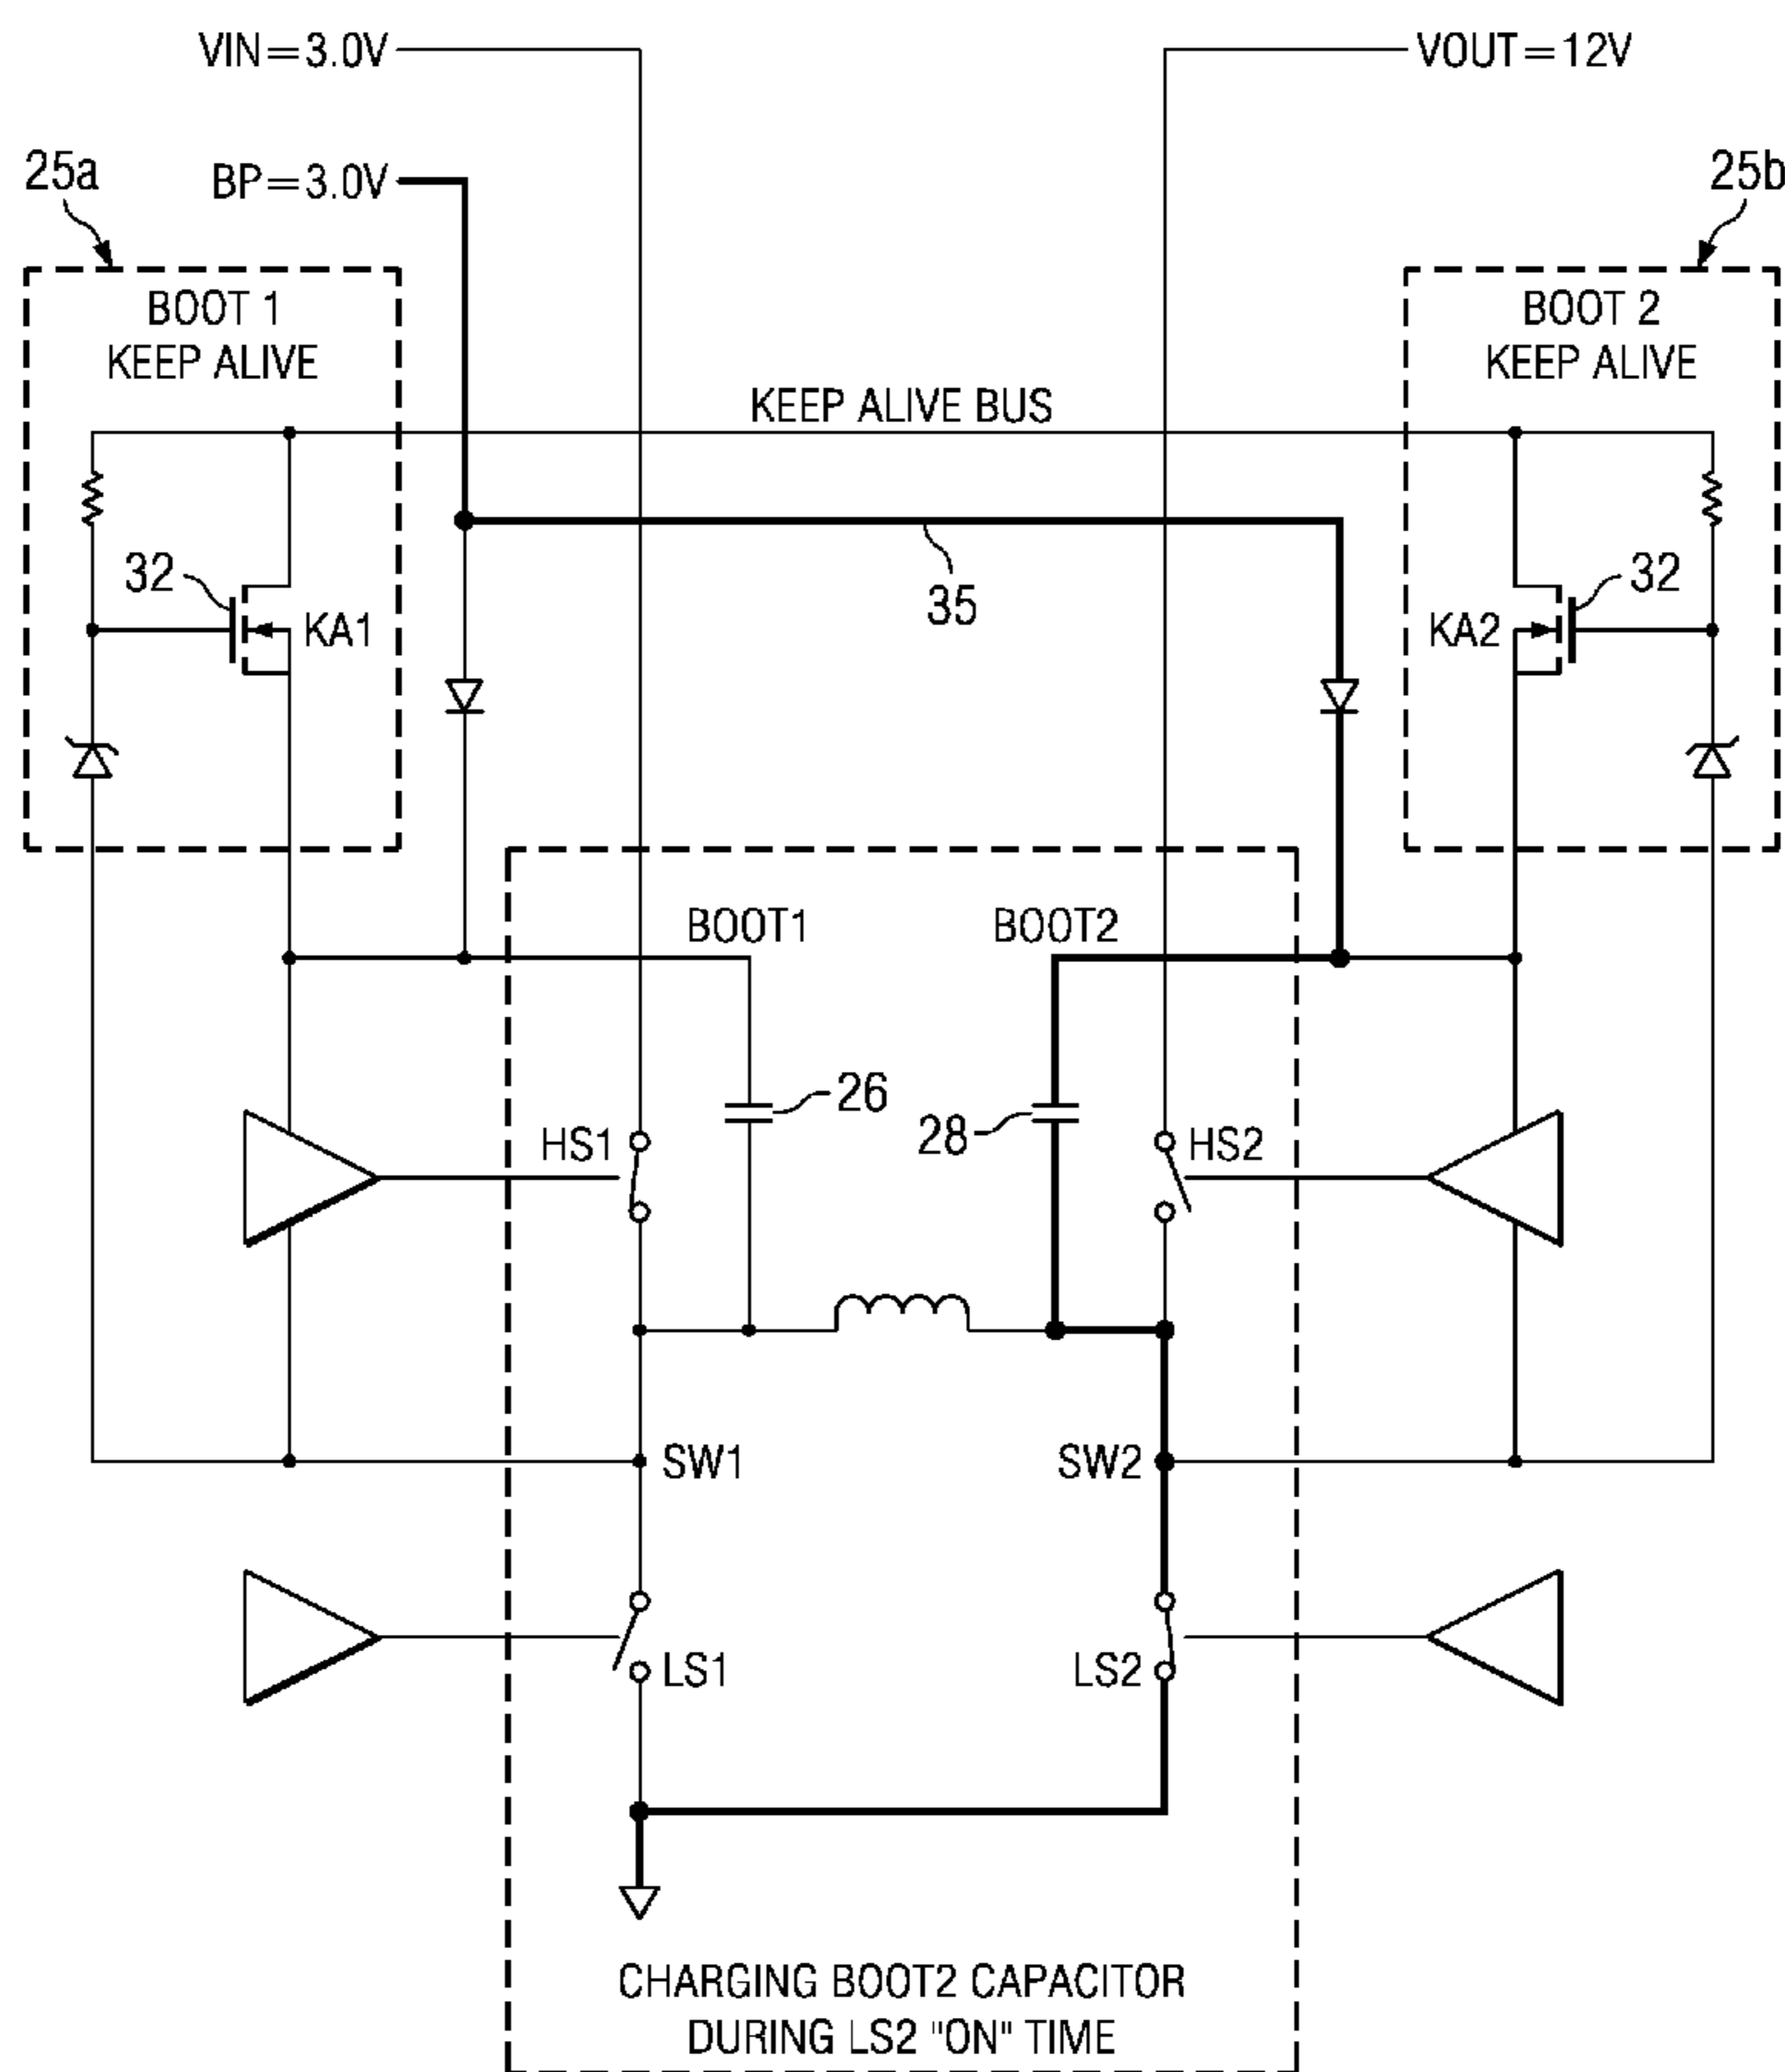 VIN=3.0V
VOUT=12V
25a
BP=3.0V
25b
BOOT 1
KEEP ALIVE
BOOT 2
KEEP ALIVE
KEEP ALIVE BUS
32
KA1
35
KA2
32
BOOT1
BOOT2
26
28
HS1
HS2
SW1
SW2
LS1
LS2
CHARGING BOOT2 CAPACITOR
DURING LS2 "ON" TIME